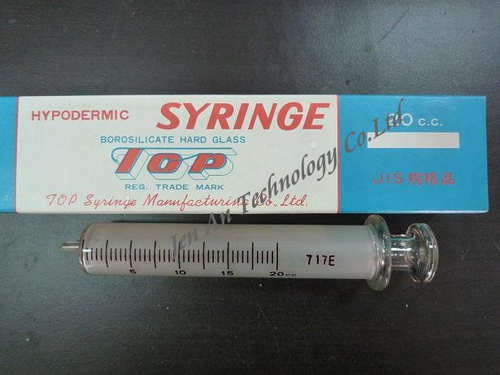 HYPODERMIC SYRINGE
20 c.c.
BOROSILICATE HARD GLASS
TOP
REG. TRADE MARK
JIS規格品
TOP Syringe Manufacturing Co., Ltd.
Jen An Technology Co.Ltd
5 10 15 20cc
717E